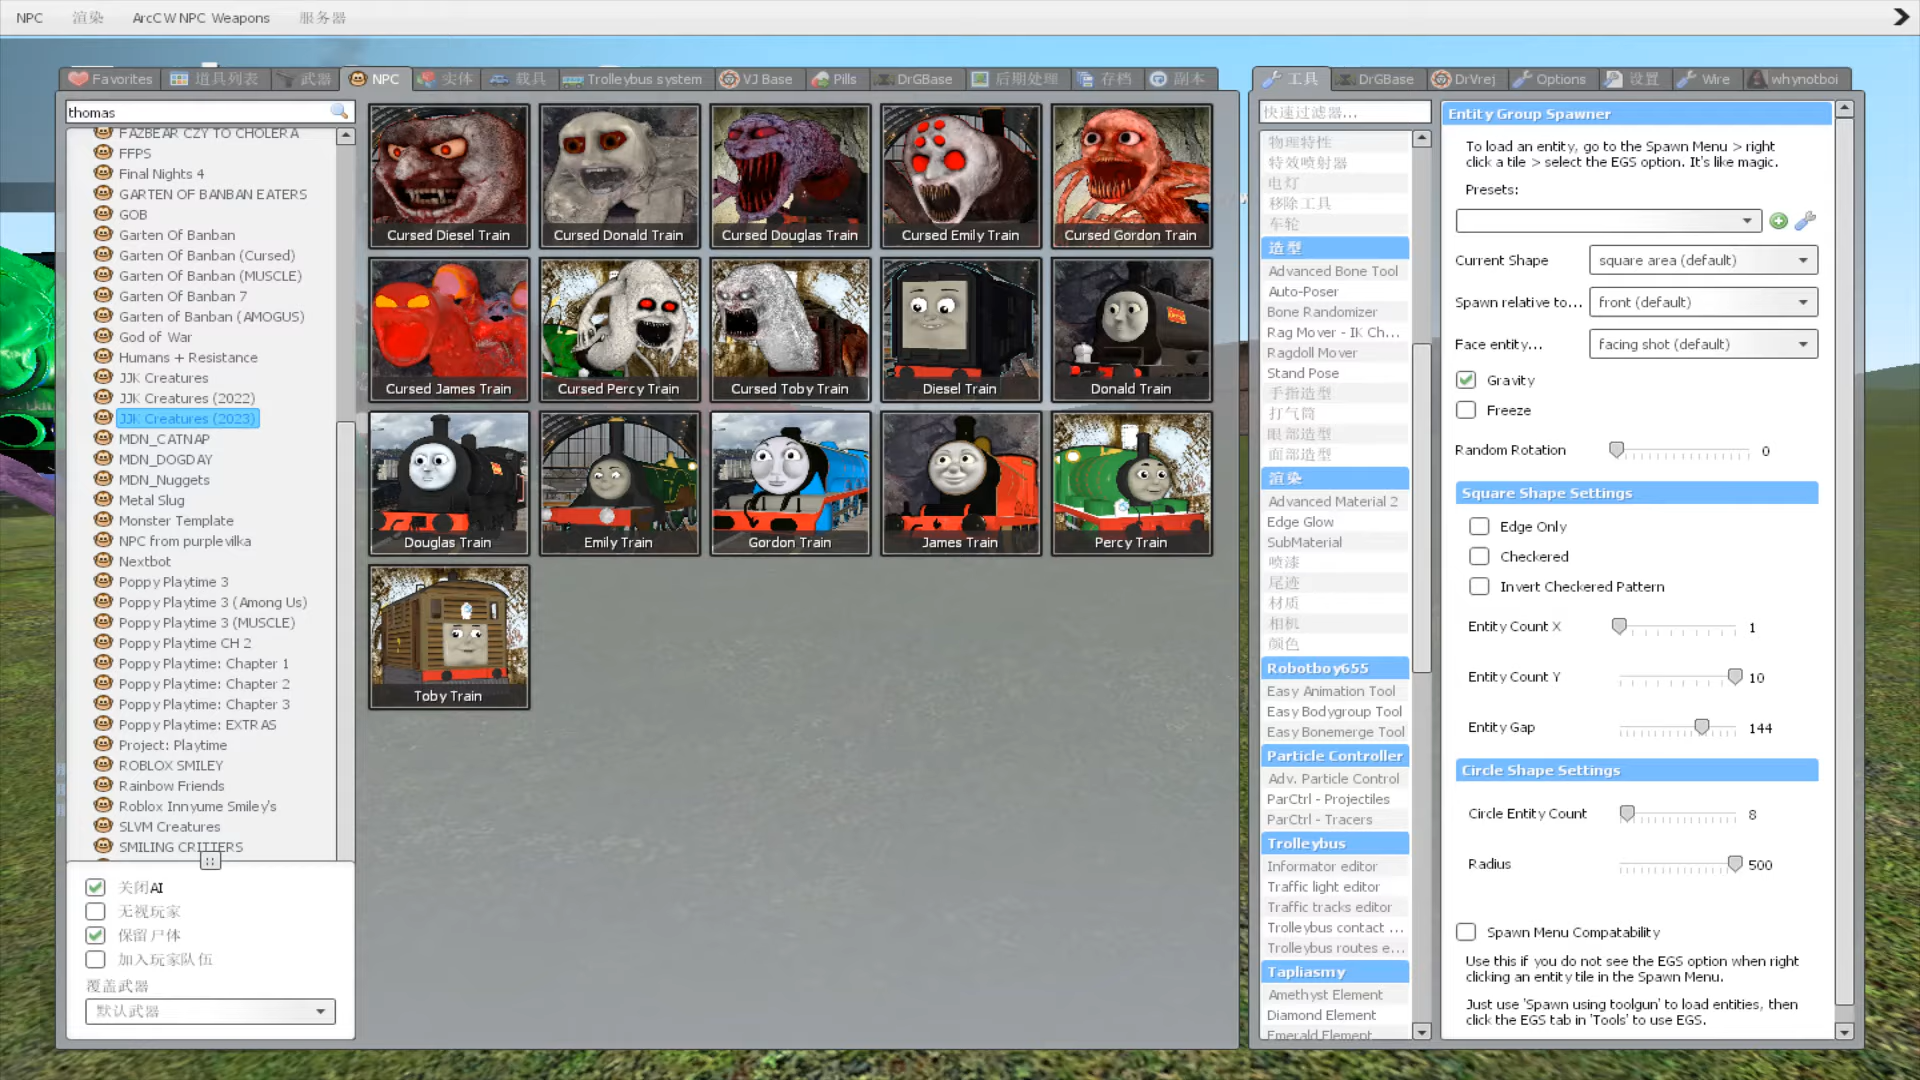 NPC
渲染
ArcCW NPC Weapons
服务器
Favorites
道具列表
武器
NPC
实体
载具
Trolleybus system
VJ Base
Pills
DrGBase
后期处理
存档
副本
thomas
FAZBEAR CZY TO CHOLERA
FFPS
Final Nights 4
GARTEN OF BANBAN EATERS
GOB
Garten Of Banban
Garten Of Banban (Cursed)
Garten Of Banban (MUSCLE)
Garten Of Banban 7
Garten of Banban (AMOGUS)
God of War
Humans + Resistance
JJK Creatures
JJK Creatures (2022)
JJK Creatures (2023)
MDN_CATNAP
MDN_DOGDAY
MDN_Nuggets
Metal Slug
Monster Template
NPC from purplevilka
Nextbot
Poppy Playtime 3
Poppy Playtime 3 (Among Us)
Poppy Playtime 3 (MUSCLE)
Poppy Playtime CH 2
Poppy Playtime: Chapter 1
Poppy Playtime: Chapter 2
Poppy Playtime: Chapter 3
Poppy Playtime: EXTRAS
Project: Playtime
ROBLOX SMILEY
Rainbow Friends
Roblox Innyume Smiley's
SLVM Creatures
SMILING CRITTERS
关闭AI
无视玩家
保留尸体
加入玩家队伍
覆盖武器
默认武器
Cursed Diesel Train
Cursed Donald Train
Cursed Douglas Train
Cursed Emily Train
Cursed Gordon Train
Cursed James Train
Cursed Percy Train
Cursed Toby Train
Diesel Train
Donald Train
Douglas Train
Emily Train
Gordon Train
James Train
Percy Train
Toby Train
工具
DrGBase
DrVrej
Options
设置
Wire
whynotboi
快速过滤器...
物理特性
特效喷射器
电灯
移除工具
车轮
造型
Advanced Bone Tool
Auto-Poser
Bone Randomizer
Rag Mover - IK Ch...
Ragdoll Mover
Stand Pose
手指造型
打气筒
眼部造型
面部造型
渲染
Advanced Material 2
Edge Glow
SubMaterial
喷漆
尾迹
材质
相机
颜色
Robotboy655
Easy Animation Tool
Easy Bodygroup Tool
Easy Bonemerge Tool
Particle Controller
Adv. Particle Control
ParCtrl - Projectiles
ParCtrl - Tracers
Trolleybus
Informator editor
Traffic light editor
Traffic tracks editor
Trolleybus contact ...
Trolleybus routes e...
Tapliasmy
Amethyst Element
Diamond Element
Emerald Element
Entity Group Spawner
To load an entity, go to the Spawn Menu > right
click a tile > select the EGS option. It's like magic.
Presets:
Current Shape
square area (default)
Spawn relative to...
front (default)
Face entity...
facing shot (default)
Gravity
Freeze
Random Rotation
0
Square Shape Settings
Edge Only
Checkered
Invert Checkered Pattern
Entity Count X
1
Entity Count Y
10
Entity Gap
144
Circle Shape Settings
Circle Entity Count
8
Radius
500
Spawn Menu Compatability
Use this if you do not see the EGS option when right
clicking an entity tile in the Spawn Menu.
Just use 'Spawn using toolgun' to load entities, then
click the EGS tab in 'Tools' to use EGS.